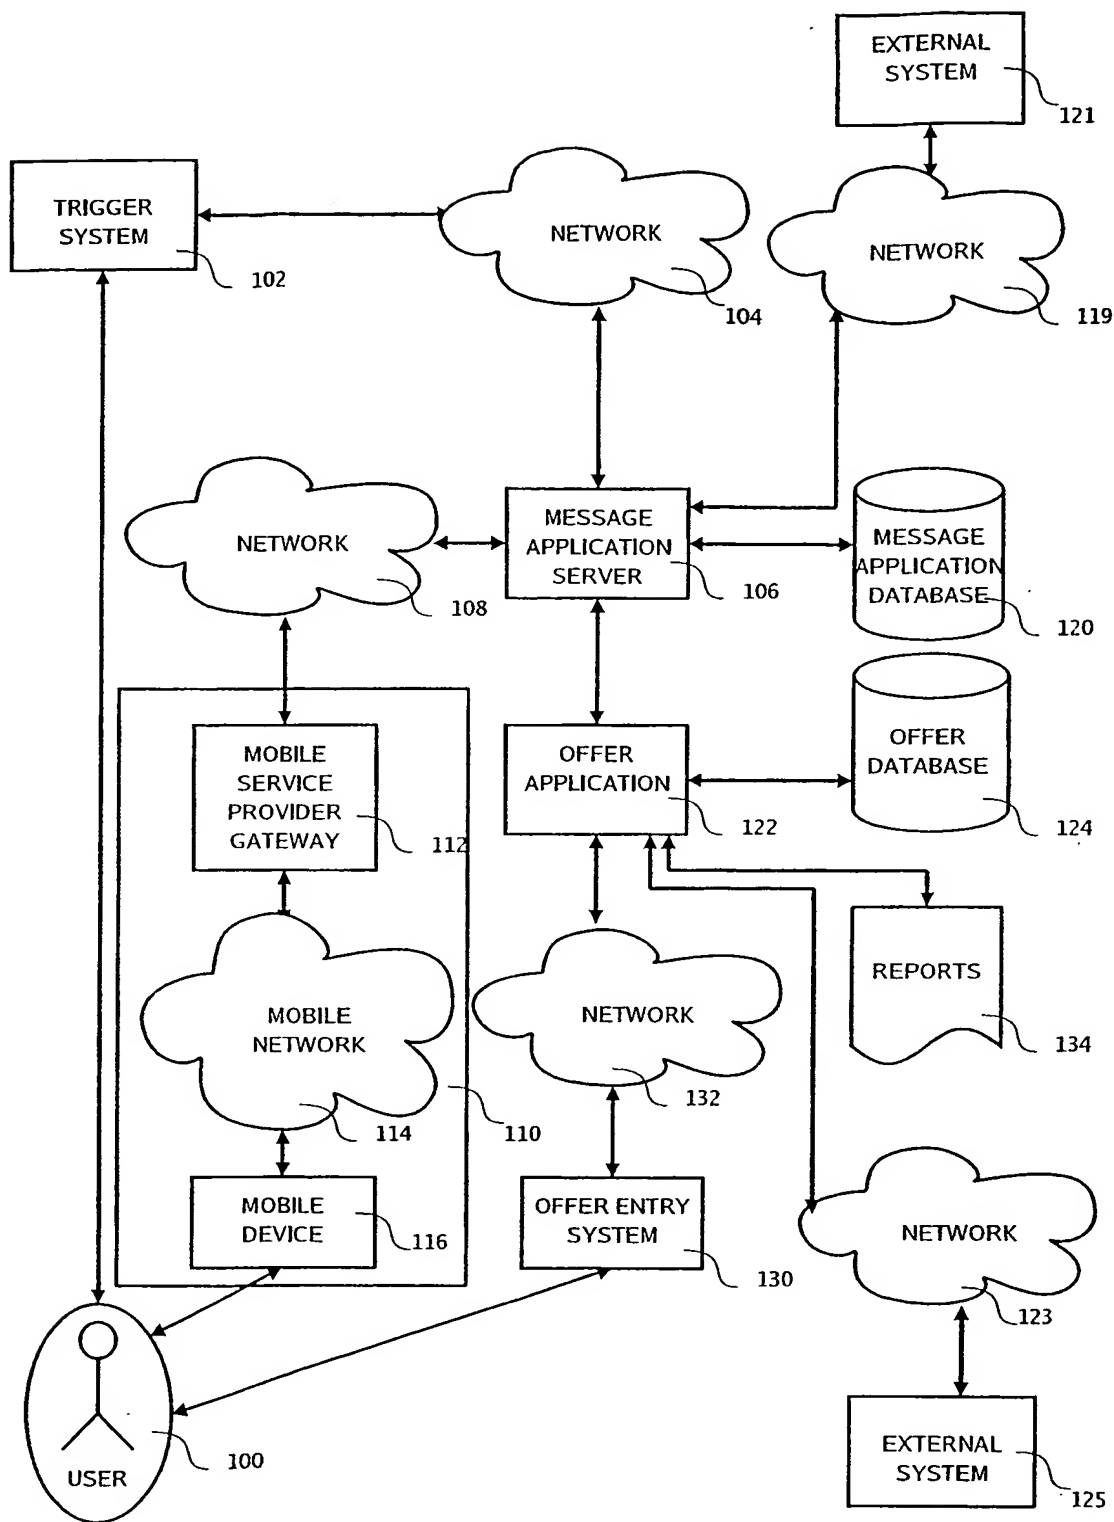 EXTERNAL
SYSTEM
121
TRIGGER
SYSTEM
102
NETWORK
104
NETWORK
119
NETWORK
108
MESSAGE
APPLICATION
SERVER
106
MESSAGE
APPLICATION
DATABASE
120
MOBILE
SERVICE
PROVIDER
GATEWAY
112
OFFER
APPLICATION
122
OFFER
DATABASE
124
MOBILE
NETWORK
114
110
NETWORK
132
REPORTS
134
MOBILE
DEVICE
116
OFFER ENTRY
SYSTEM
130
NETWORK
123
USER
100
EXTERNAL
SYSTEM
125